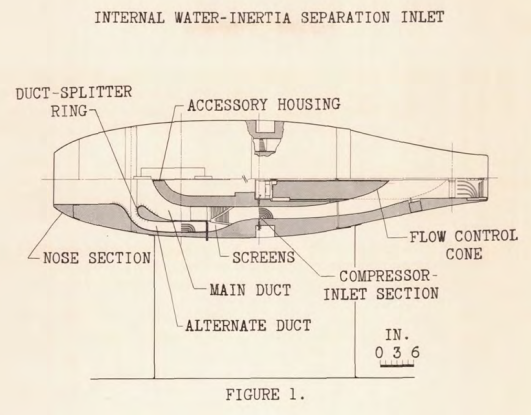 INTERNAL WATER-INERTIA SEPARATION INLET
DUCT-SPLITTER
RING
ACCESSORY HOUSING
FLOW CONTROL
CONE
NOSE SECTION
SCREENS
COMPRESSOR-
INLET SECTION
MAIN DUCT
ALTERNATE DUCT
IN.
0 3 6
FIGURE 1.